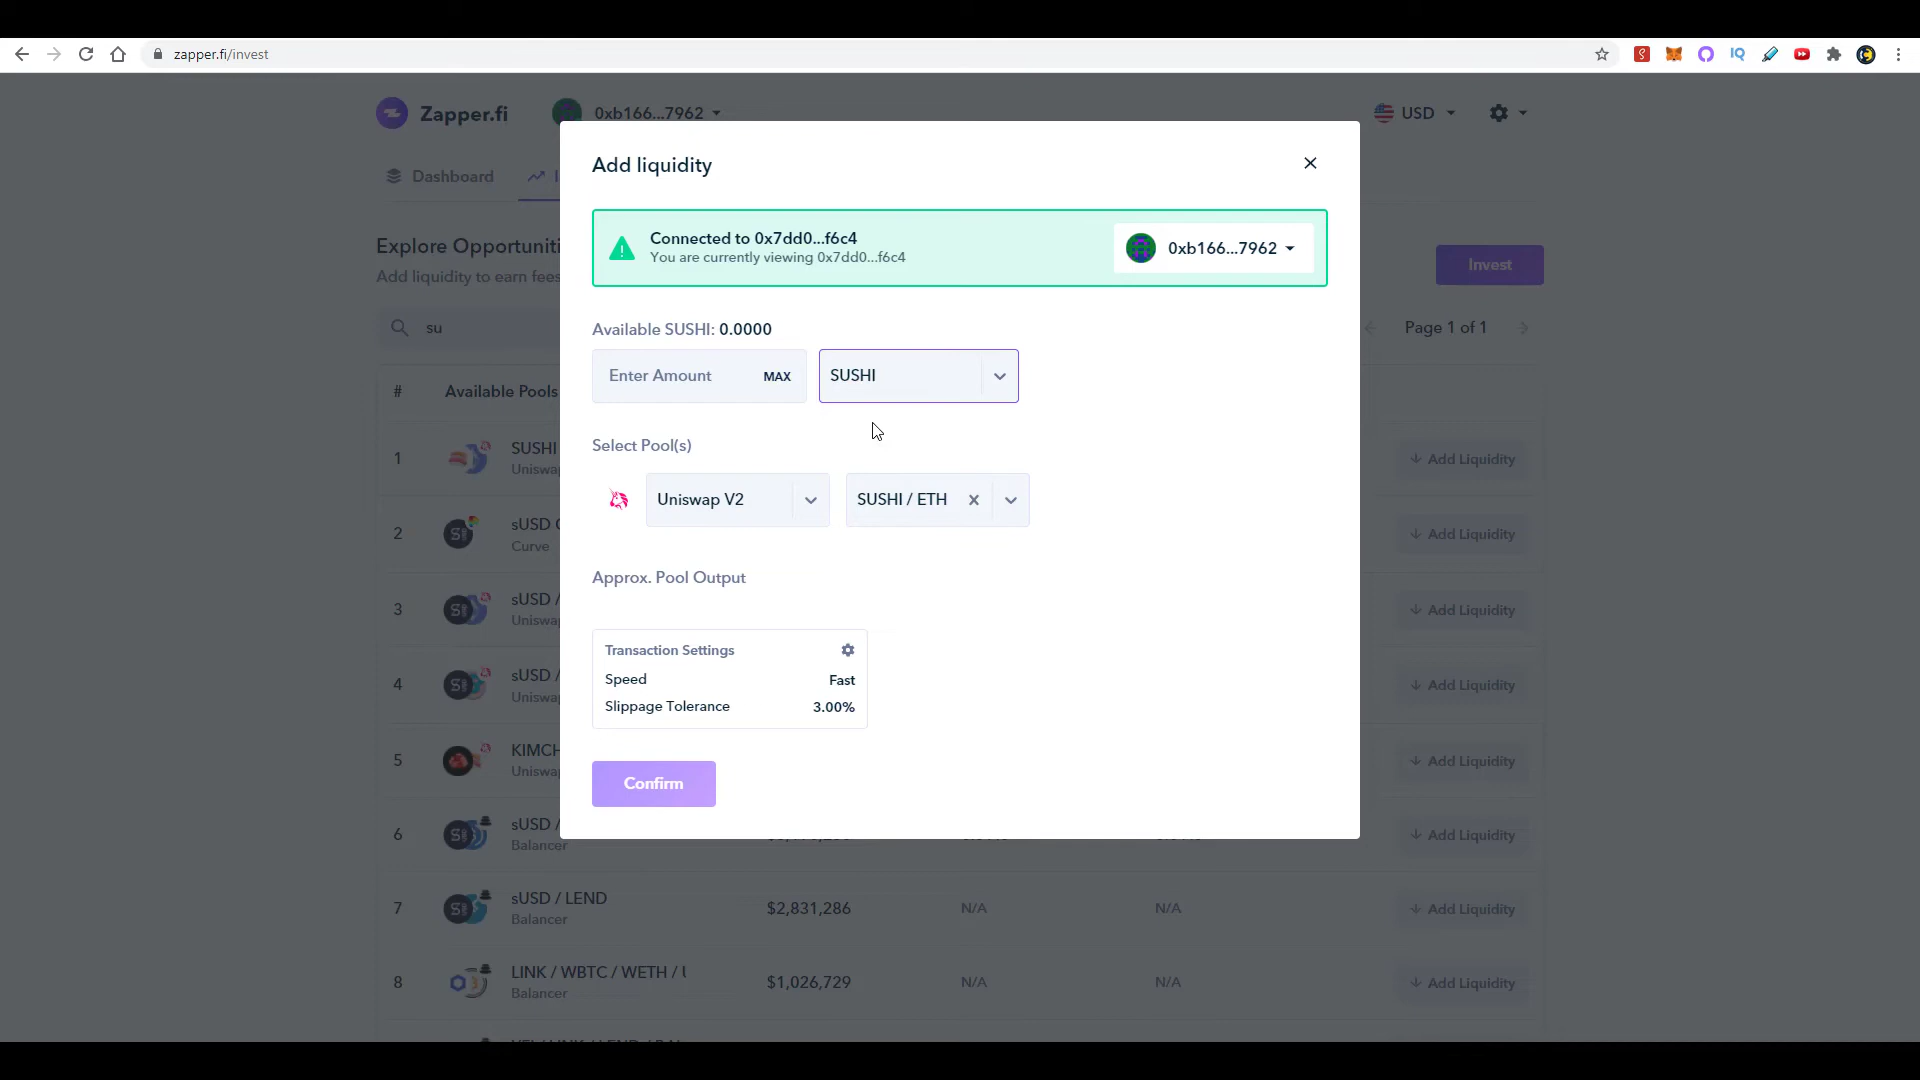 zapper.fi/invest
Zapper.fi
0xb166...7962
USD
Dashboard
Add liquidity
Connected to 0x7dd0...f6c4
You are currently viewing 0x7dd0...f6c4
0xb166...7962
Explore Opportuniti
Add liquidity to earn fees
Invest
su
Page 1 of 1
Available SUSHI: 0.0000
Enter Amount
MAX
SUSHI
# Available Pools
Select Pool(s)
Uniswap V2
SUSHI / ETH
1 SUSHI
Uniswap
Add Liquidity
2 sUSD
Curve
Add Liquidity
Approx. Pool Output
3 sUSD /
Uniswa
Add Liquidity
Transaction Settings
Speed Fast
Slippage Tolerance 3.00%
4 sUSD /
Uniswa
Add Liquidity
5 KIMCH
Uniswa
Add Liquidity
Confirm
6 sUSD /
Balancer
Add Liquidity
7 sUSD / LEND
Balancer
$2,831,286 N/A N/A
Add Liquidity
8 LINK / WBTC / WETH /
Balancer
$1,026,729 N/A N/A
Add Liquidity